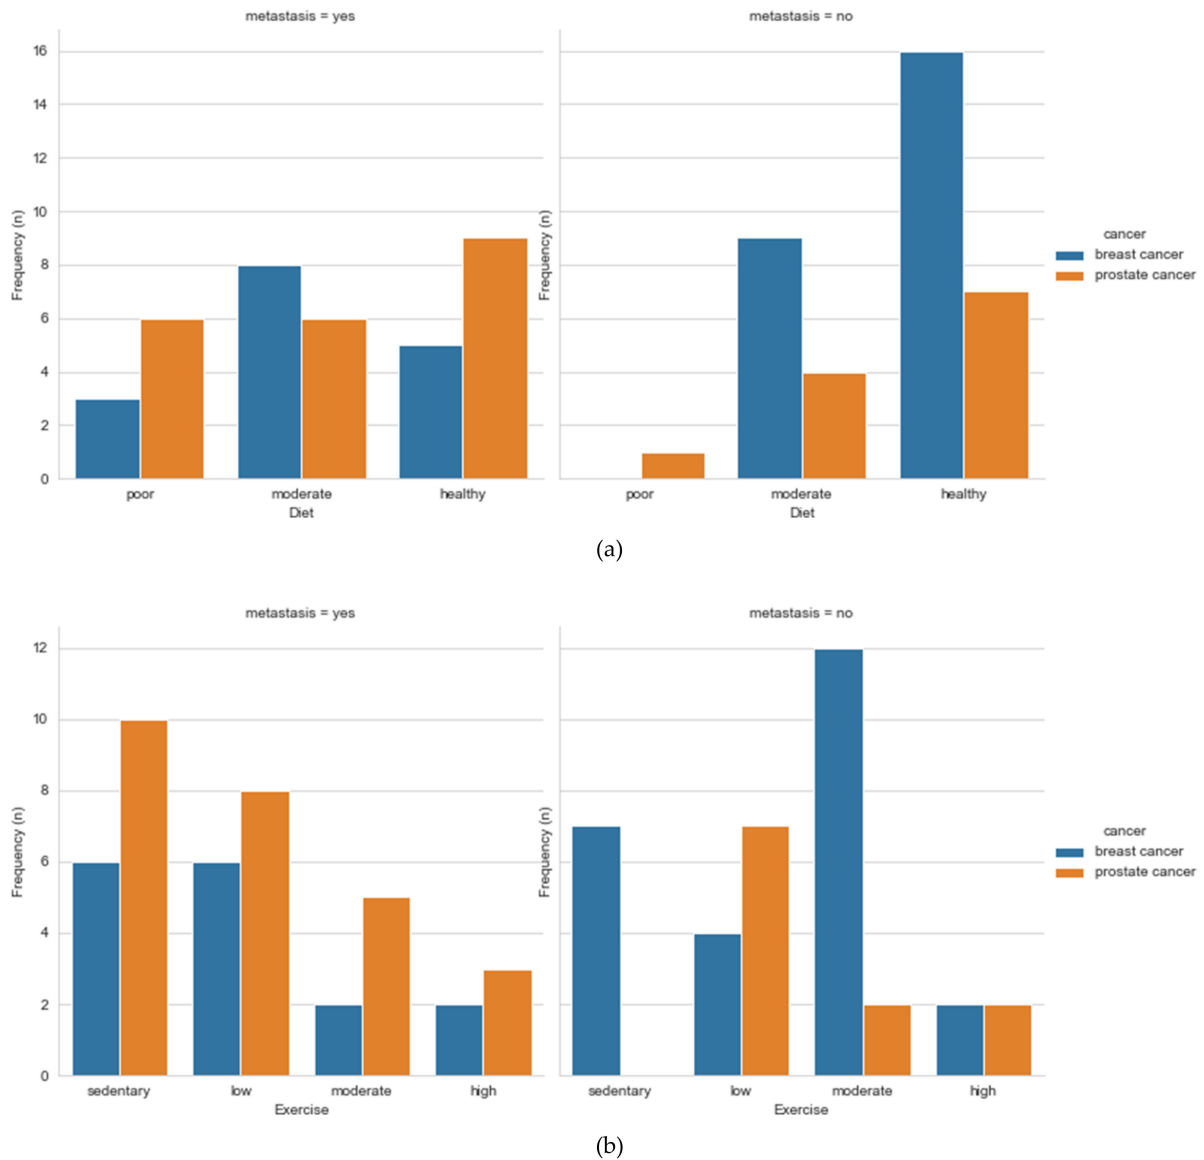 metastasis = yes
metastasis = no
16
14
12
10
8
6
4
2
0
Frequency (n)
Frequency (n)
poor moderate healthy
Diet
poor moderate healthy
Diet
cancer
breast cancer
prostate cancer
(a)
metastasis = yes
metastasis = no
12
10
8
6
4
2
0
Frequency (n)
Frequency (n)
sedentary low moderate high
Exercise
sedentary low moderate high
Exercise
cancer
breast cancer
prostate cancer
(b)